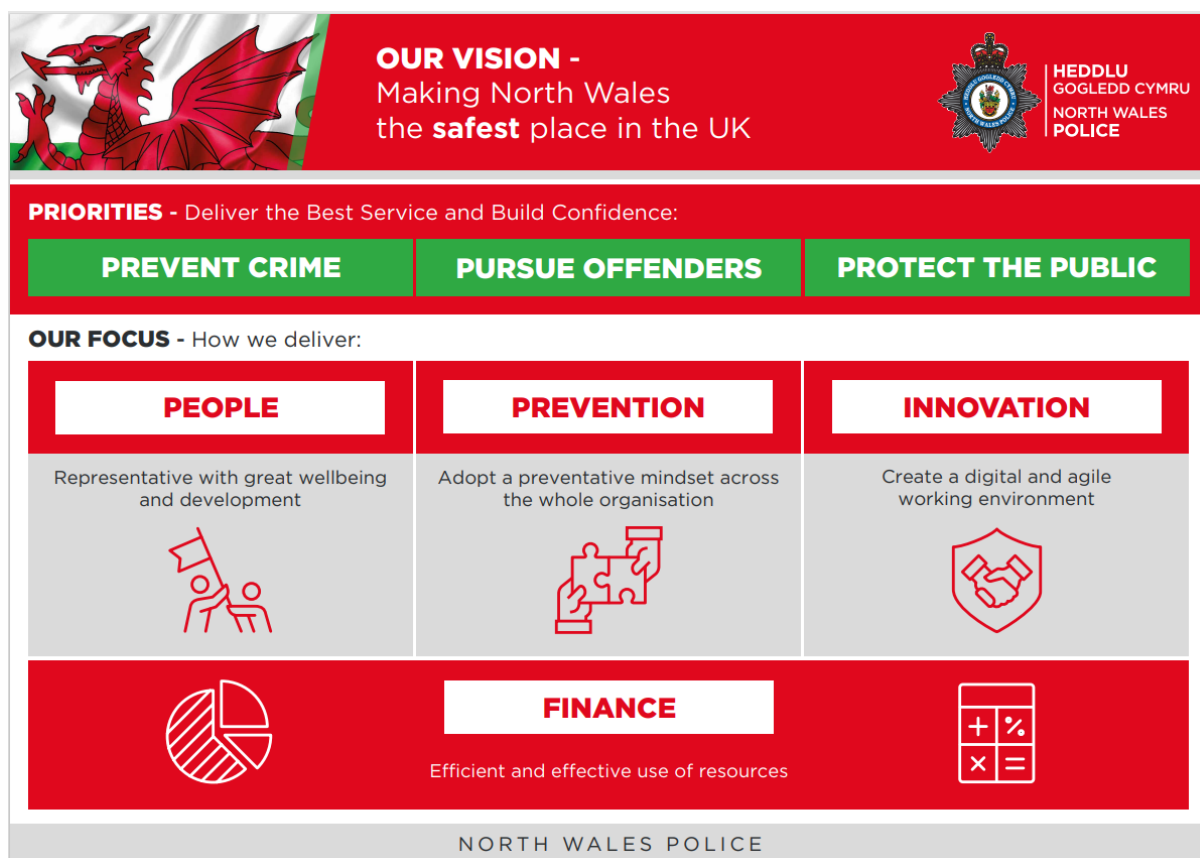 OUR VISION -
Making North Wales
the safest place in the UK
HEDDLU
GOGLEDD CYMRU
NORTH WALES
POLICE
PRIORITIES - Deliver the Best Service and Build Confidence:
PREVENT CRIME
PURSUE OFFENDERS
PROTECT THE PUBLIC
OUR FOCUS - How we deliver:
PEOPLE
Representative with great wellbeing
and development
PREVENTION
Adopt a preventative mindset across
the whole organisation
INNOVATION
Create a digital and agile
working environment
FINANCE
Efficient and effective use of resources
NORTH WALES POLICE